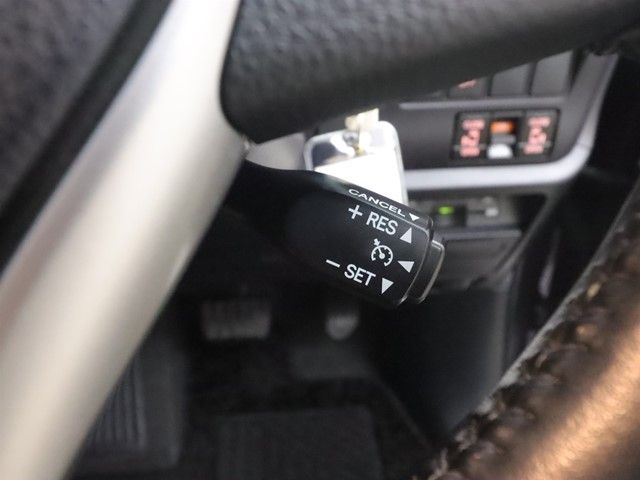 CANCEL▼
+ RES ▲
◀
− SET ▼